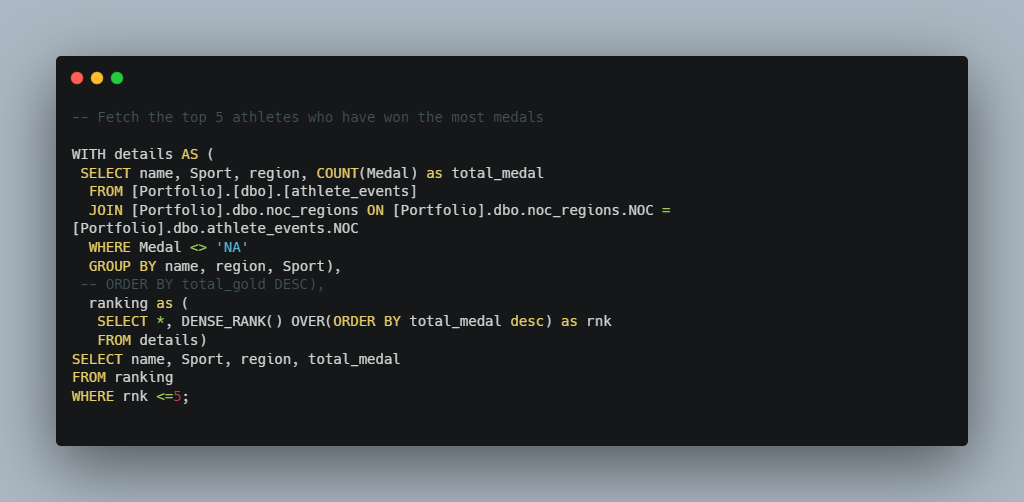 -- Fetch the top 5 athletes who have won the most medals
WITH details AS (
SELECT name, Sport, region, COUNT(Medal) as total_medal
FROM [Portfolio].[dbo].[athlete_events]
JOIN [Portfolio].dbo.noc_regions ON [Portfolio].dbo.noc_regions.NOC =
[Portfolio].dbo.athlete_events.NOC
WHERE Medal <> 'NA'
GROUP BY name, region, Sport),
-- ORDER BY total_gold DESC),
ranking as (
SELECT *, DENSE_RANK() OVER(ORDER BY total_medal desc) as rnk
FROM details)
SELECT name, Sport, region, total_medal
FROM ranking
WHERE rnk <=5;